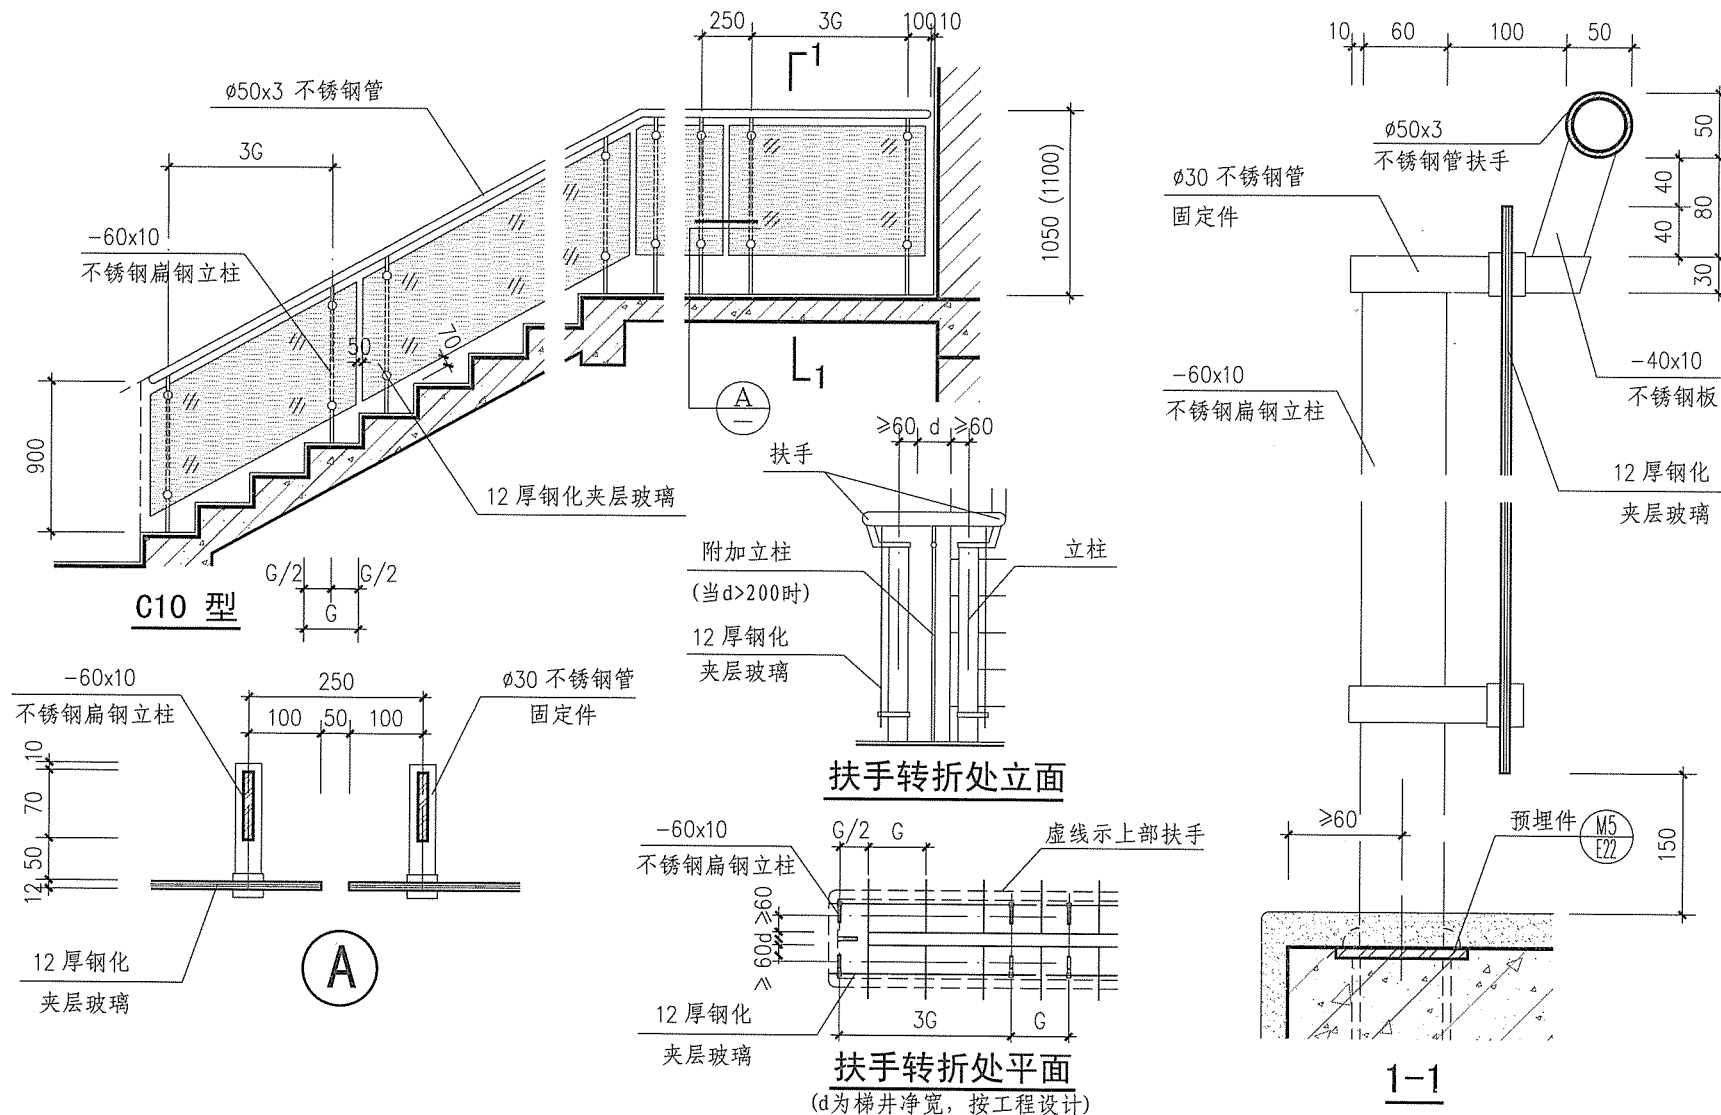 250
3G
100
10
1
ø50x3 不锈钢管
3G
-60x10
不锈钢扁钢立柱
50
70
900
1050 (1100)
1
A
12 厚钢化夹层玻璃
G/2
G/2
G
C10 型
≥60
d
≥60
扶手
附加立柱
(当d>200时)
立柱
12 厚钢化
夹层玻璃
扶手转折处立面
-60x10
不锈钢扁钢立柱
250
100
50
100
ø30 不锈钢管
固定件
10
70
50
12
12 厚钢化
夹层玻璃
A
-60x10
不锈钢扁钢立柱
G/2
G
虚线示上部扶手
≥60
d
≥60
12 厚钢化
夹层玻璃
3G
G
扶手转折处平面
(d为梯井净宽，按工程设计)
10
60
100
50
ø50x3
不锈钢管扶手
ø30 不锈钢管
固定件
50
40
80
40
30
-60x10
不锈钢扁钢立柱
-40x10
不锈钢板
12 厚钢化
夹层玻璃
≥60
预埋件
M5
E22
150
1-1